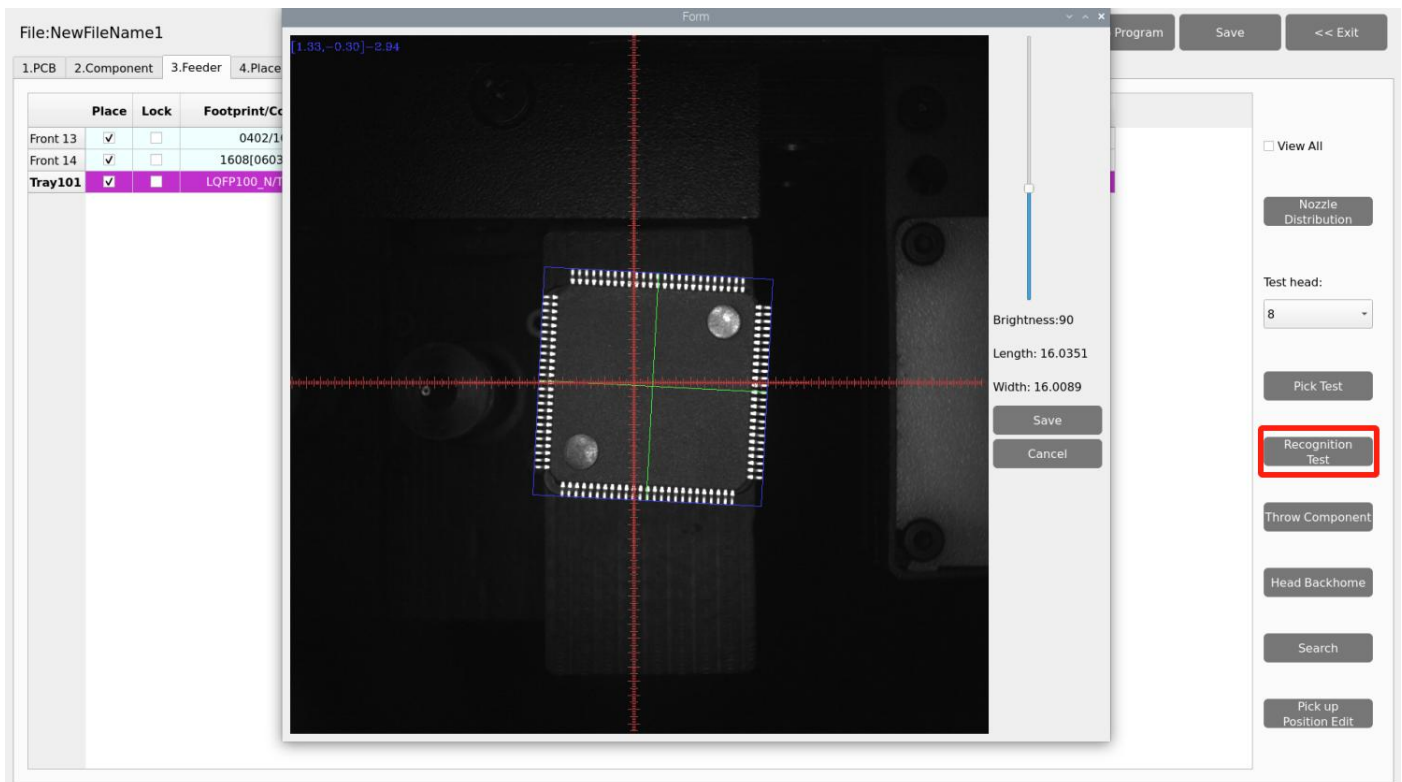 Form
File:NewFileName1
Program
Save
<< Exit
1.PCB
2.Component
3.Feeder
4.Place
Place
Lock
Front 13
0402/1
Front 14
1608[0603
Tray101
LQFP100_N/T
[1.33,-0.30]-2.94
Brightness:90
Length: 16.0351
Width: 16.0089
Save
Cancel
View All
Nozzle
Distribution
Test head:
8
Pick Test
Recognition
Test
Throw Component
Head Backhome
Search
Pick up
Position Edit